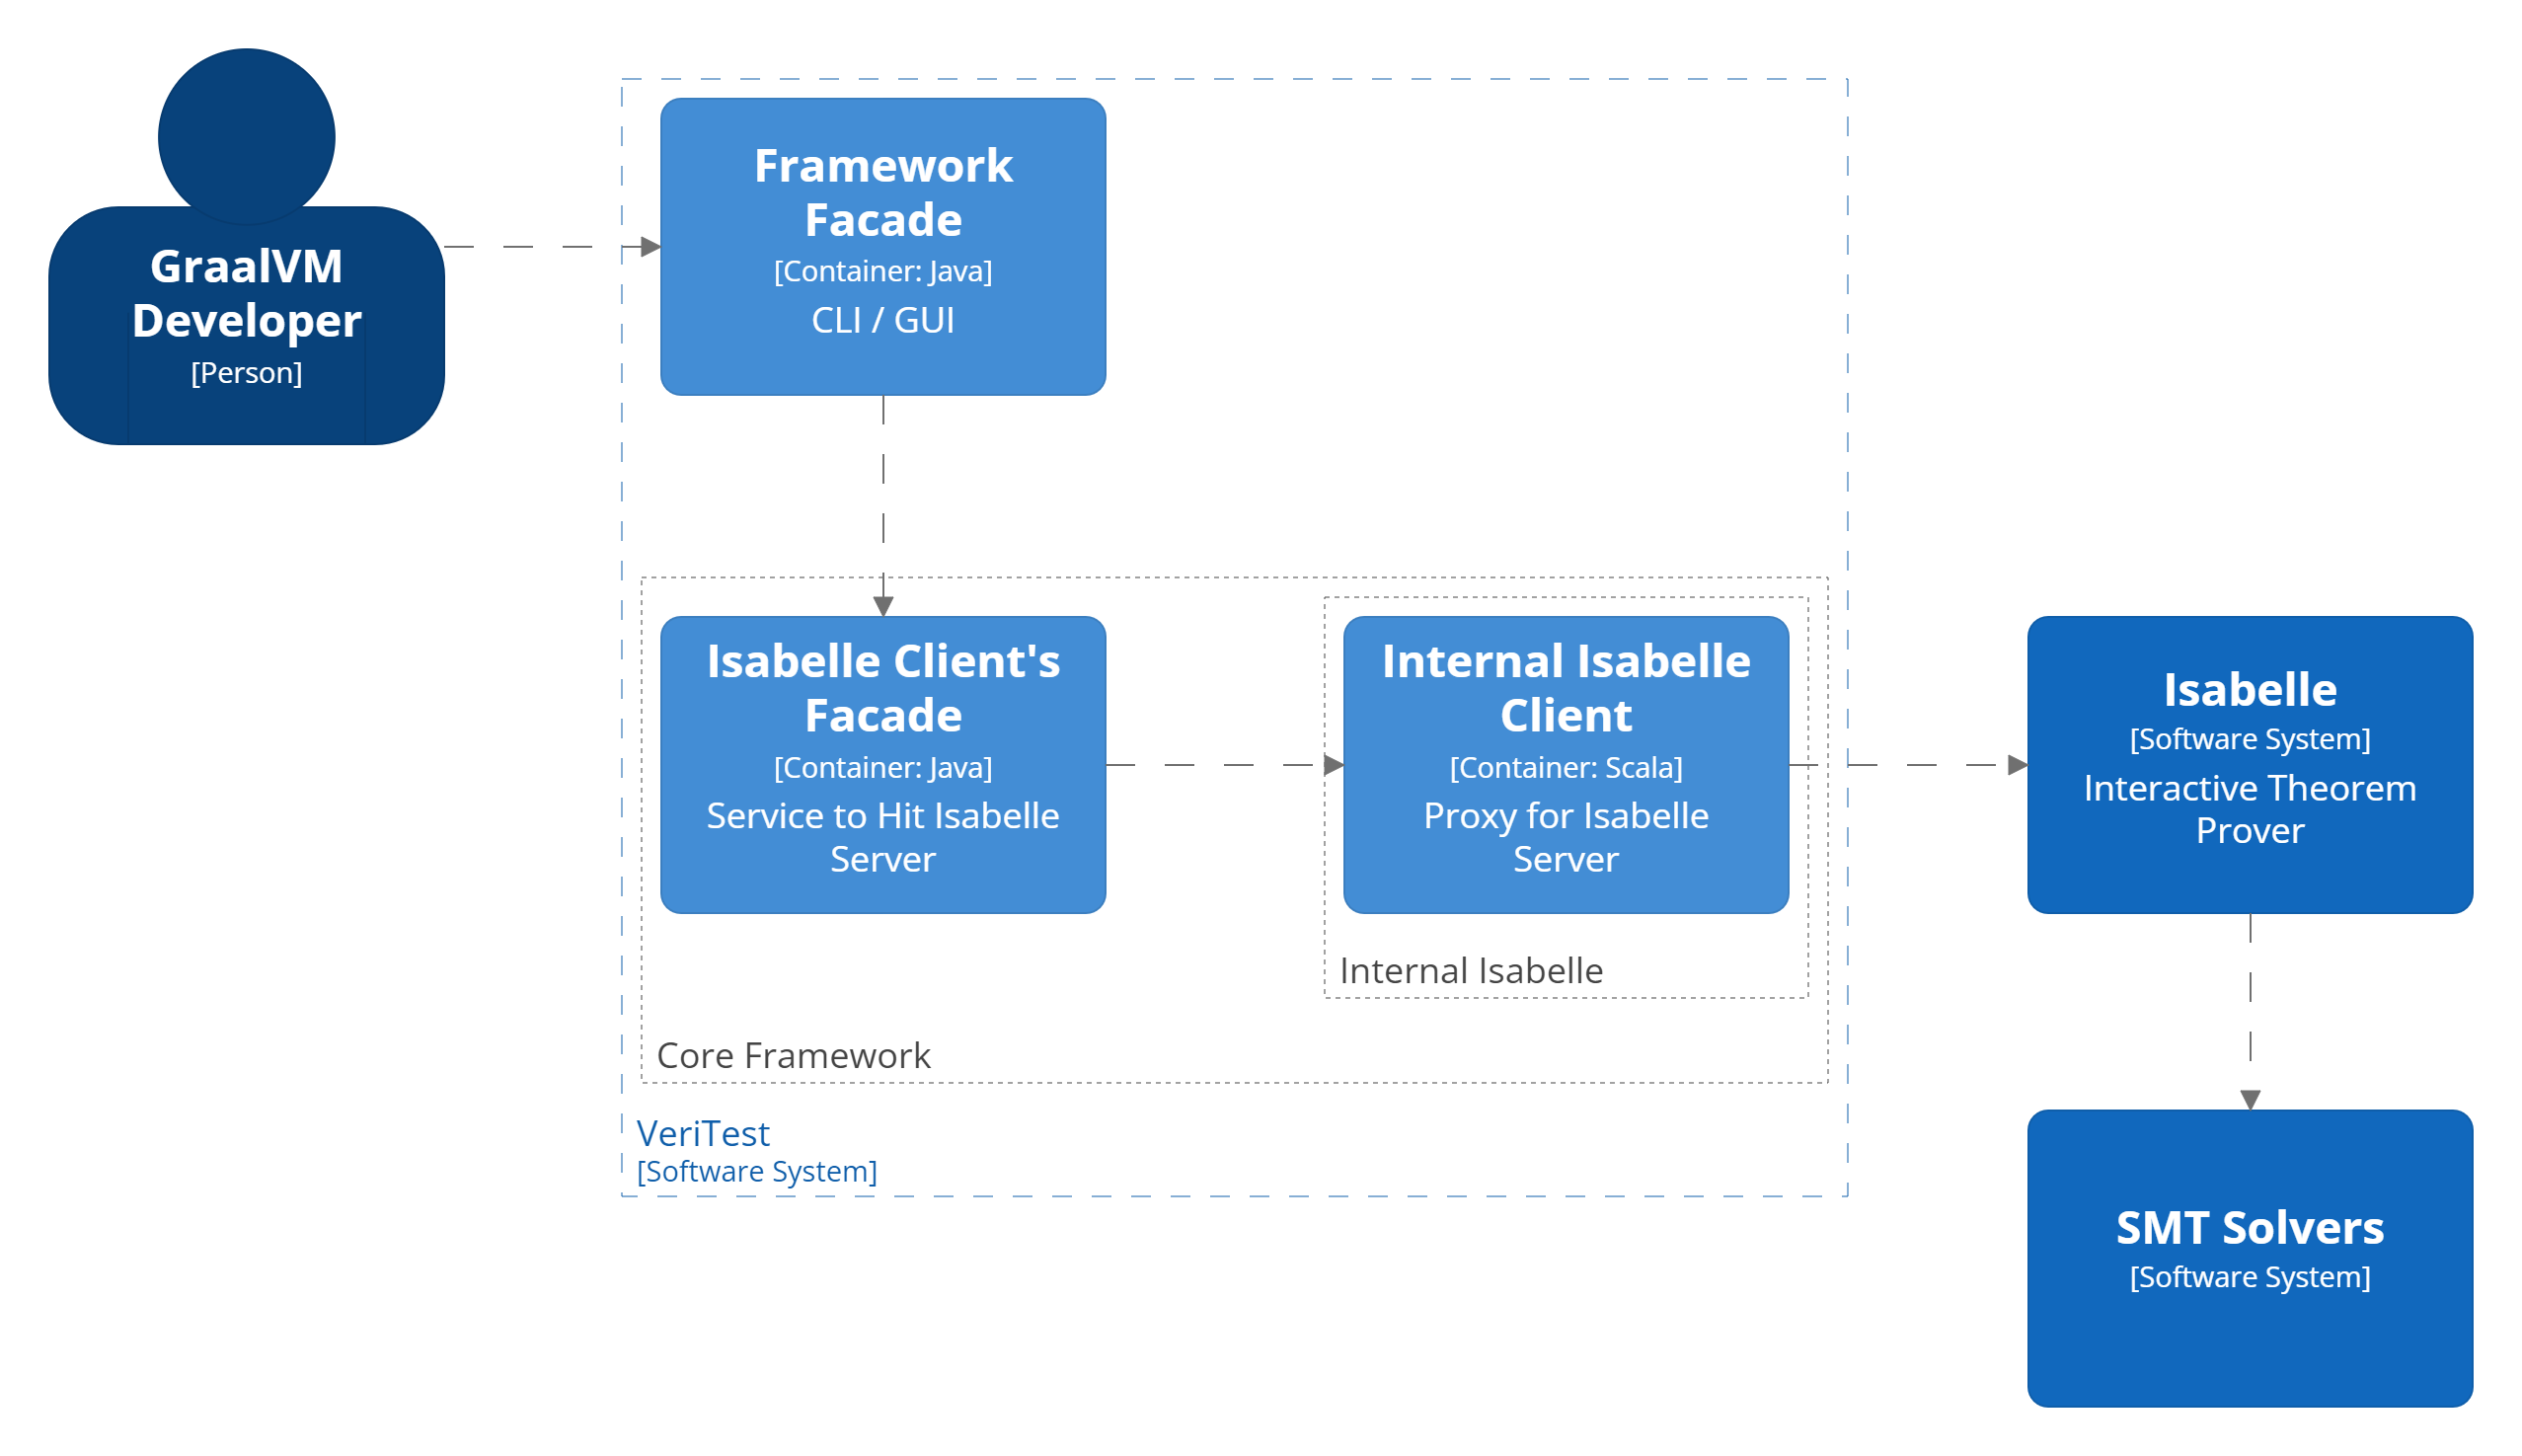 GraalVM
Developer
[Person]
Framework
Facade
[Container: Java]
CLI / GUI
Isabelle Client's
Facade
[Container: Java]
Service to Hit Isabelle
Server
Internal Isabelle
Client
[Container: Scala]
Proxy for Isabelle
Server
Internal Isabelle
Core Framework
VeriTest
[Software System]
Isabelle
[Software System]
Interactive Theorem
Prover
SMT Solvers
[Software System]